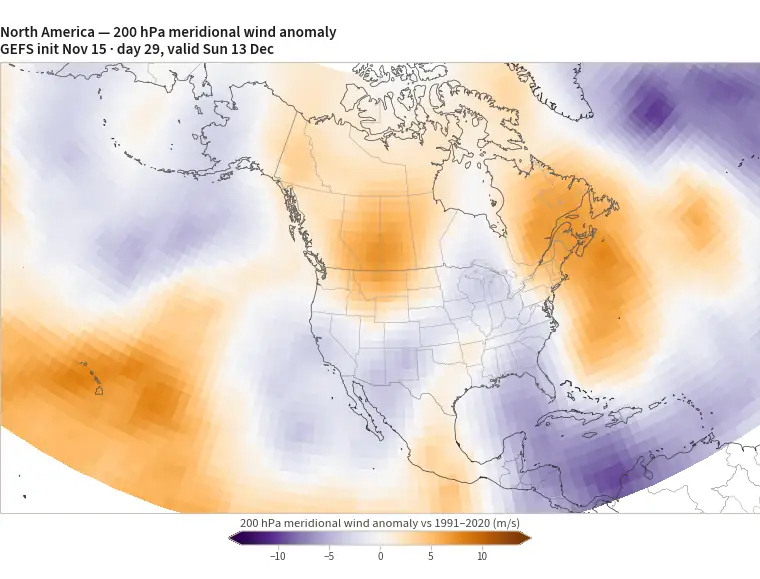 North America — 200 hPa meridional wind anomaly
GEFS init Nov 15 · day 29, valid Sun 13 Dec
200 hPa meridional wind anomaly vs 1991–2020 (m/s)
−10 −5 0 5 10